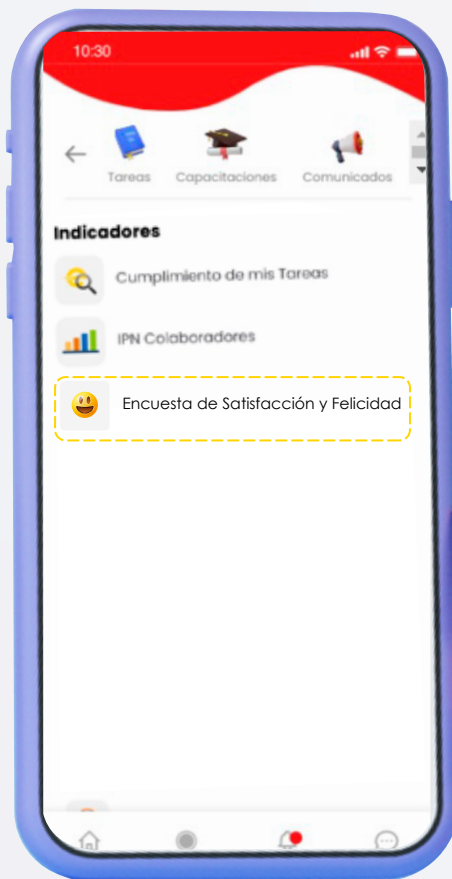 10:30
Tareas
Capacitaciones
Comunicados
Indicadores
Cumplimiento de mis Tareas
IPN Colaboradores
Encuesta de Satisfacción y Felicidad